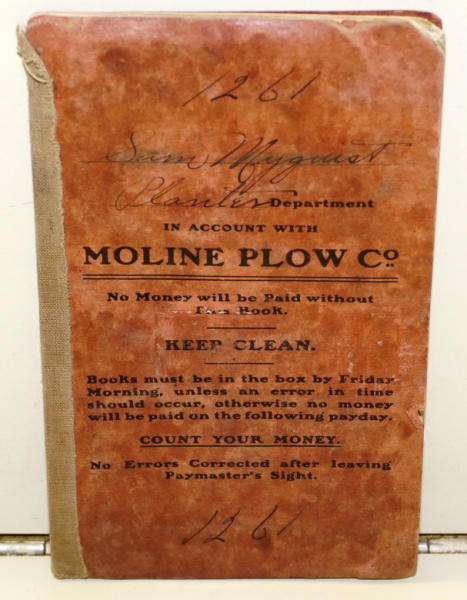 1261
Sam Myquist
Planter Department
IN ACCOUNT WITH
MOLINE PLOW Co.
No Money will be Paid without
This Book.
KEEP CLEAN.
Books must be in the box by Friday
Morning, unless an error in time
should occur, otherwise no money
will be paid on the following payday.
COUNT YOUR MONEY.
No Errors Corrected after leaving
Paymaster's Sight.
1261